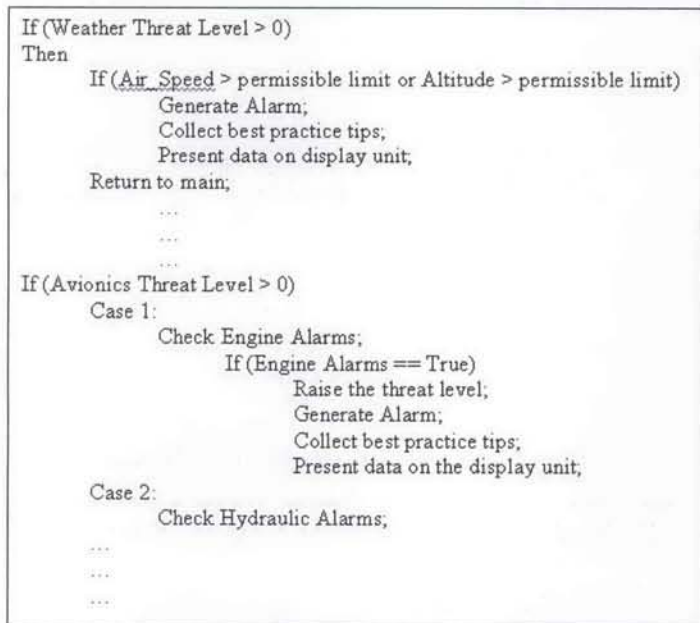 If (Weather Threat Level > 0)
Then
If (Air_Speed > permissible limit or Altitude > permissible limit)
Generate Alarm;
Collect best practice tips;
Present data on display unit;
Return to main;
...
...
...
If (Avionics Threat Level > 0)
Case 1:
Check Engine Alarms;
If (Engine Alarms == True)
Raise the threat level;
Generate Alarm;
Collect best practice tips;
Present data on the display unit;
Case 2:
Check Hydraulic Alarms;
...
...
...